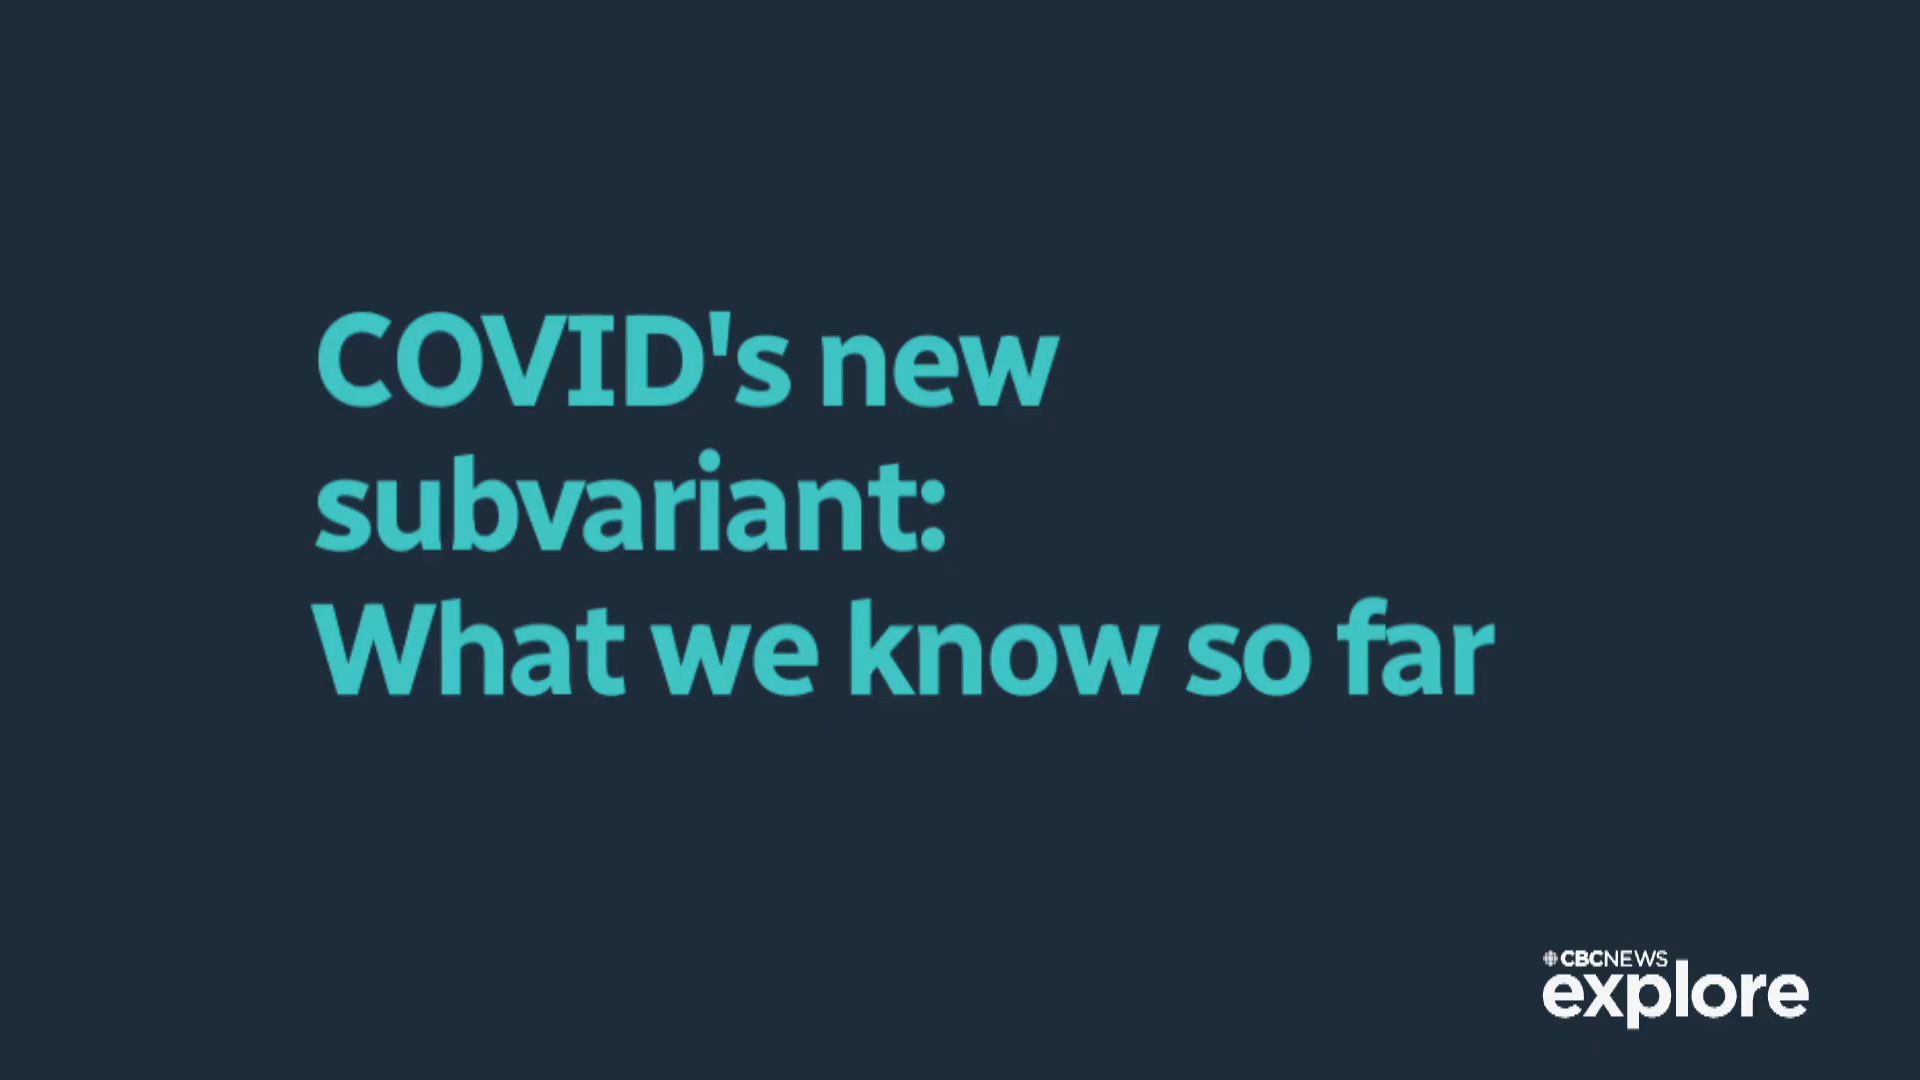 COVID's new
subvariant:
What we know so far
CBCNEWS
explore